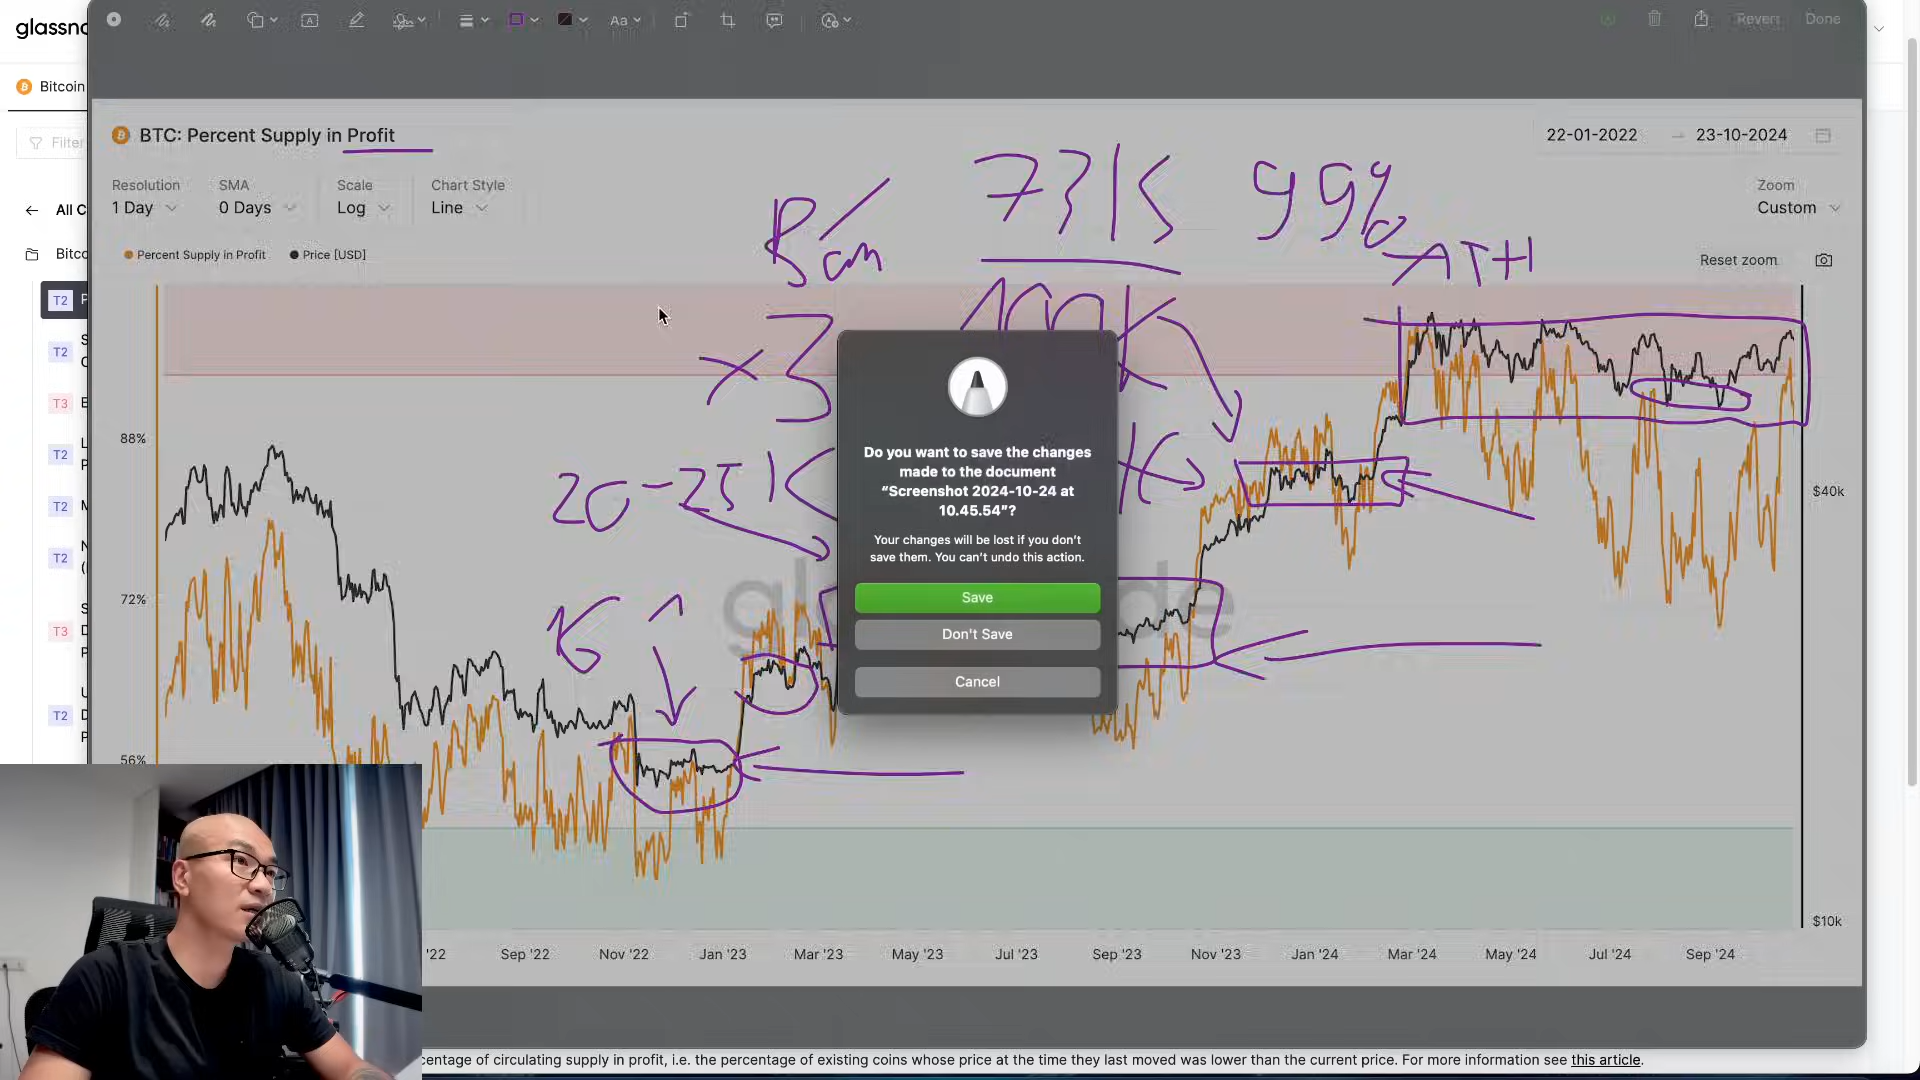 glassno
Revert
Done
Aa
Bitcoin
Filter
BTC: Percent Supply in Profit
22-01-2022 → 23-10-2024
Resolution
SMA
Scale
Chart Style
Zoom
1 Day
0 Days
Log
Line
Custom
73K
99%
ATH
x3
20-25K
Percent Supply in Profit
Price [USD]
Reset zoom
← All C
Bitco
T2 P
T2
T3
T2
T2
T2
T3
T2
88%
72%
56%
$40k
$10k
Do you want to save the changes
made to the document
“Screenshot 2024-10-24 at
10.45.54”?
Your changes will be lost if you don’t
save them. You can’t undo this action.
Save
Don't Save
Cancel
'22
Sep '22
Nov '22
Jan '23
Mar '23
May '23
Jul '23
Sep '23
Nov '23
Jan '24
Mar '24
May '24
Jul '24
Sep '24
centage of circulating supply in profit, i.e. the percentage of existing coins whose price at the time they last moved was lower than the current price. For more information see this article.